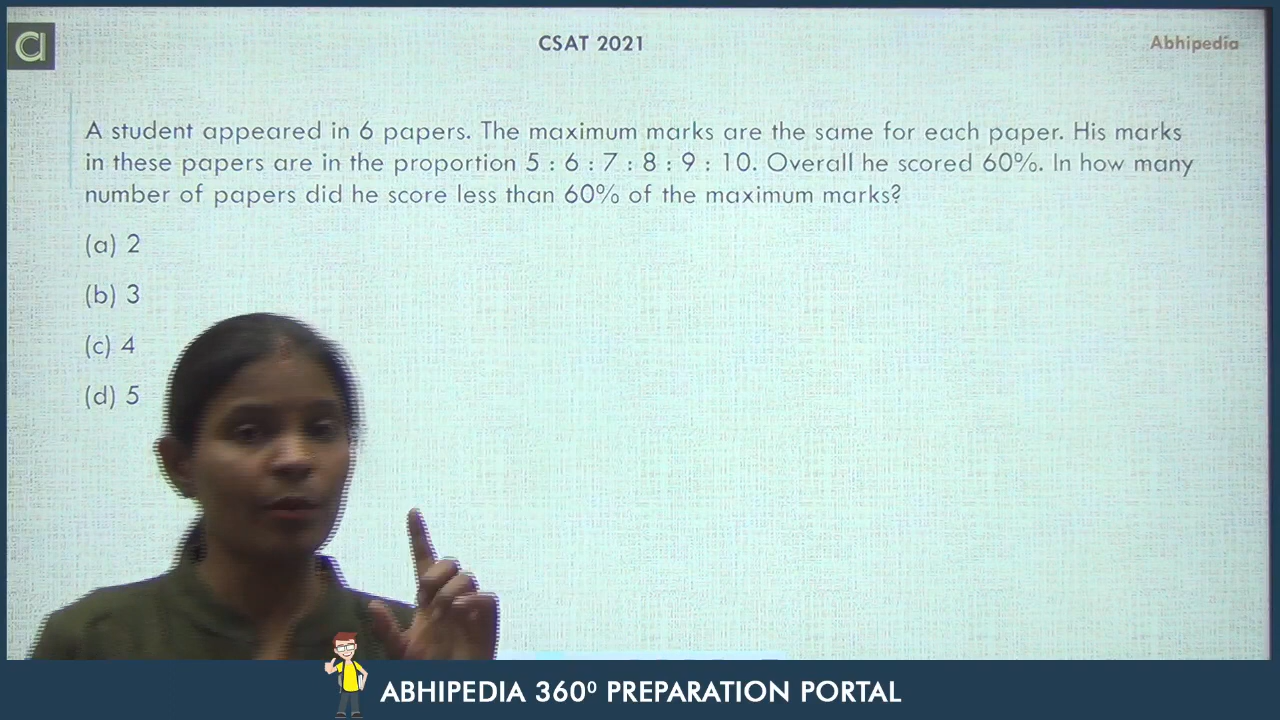 CSAT 2021
Abhipedia
A student appeared in 6 papers. The maximum marks are the same for each paper. His marks
in these papers are in the proportion 5 : 6 : 7 : 8 : 9 : 10. Overall he scored 60%. In how many
number of papers did he score less than 60% of the maximum marks?
(a) 2
(b) 3
(c) 4
(d) 5
ABHIPEDIA 360⁰ PREPARATION PORTAL